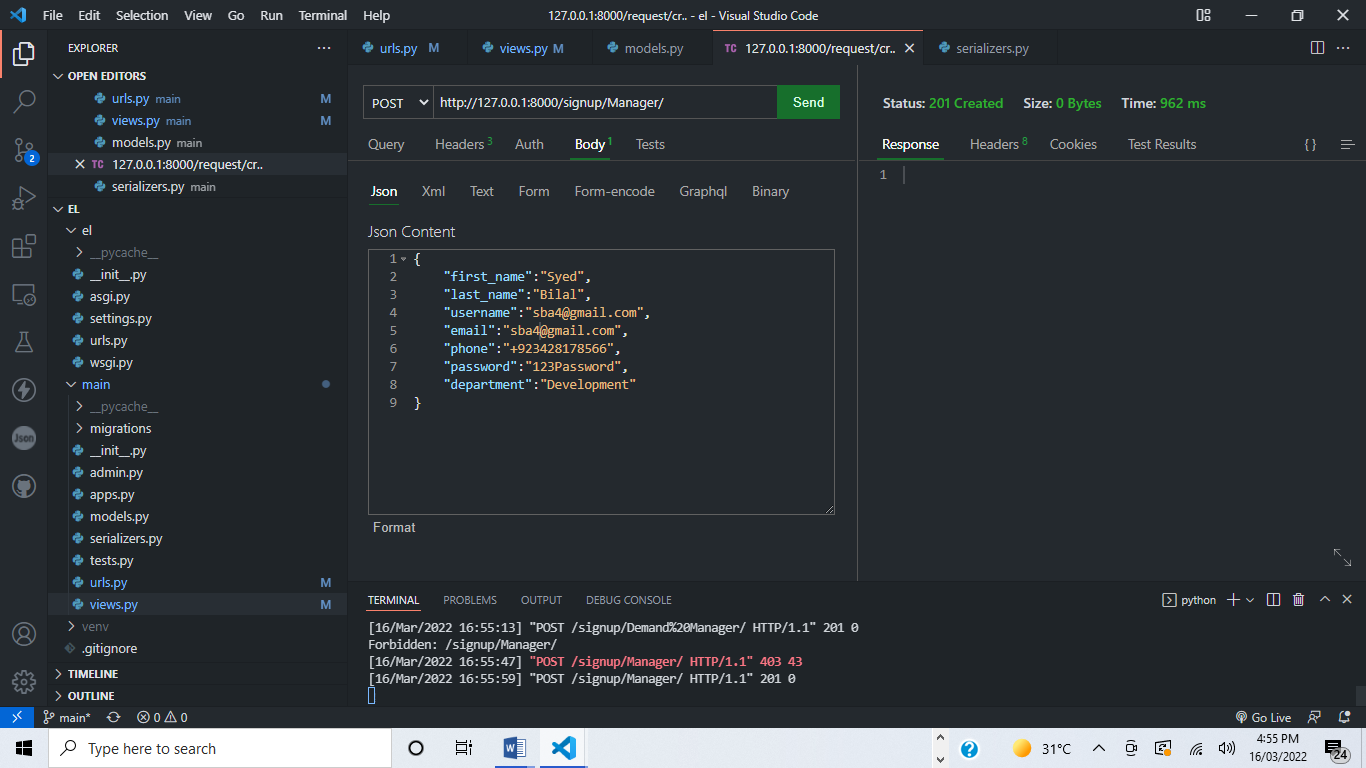 File Edit Selection View Go Run Terminal Help
127.0.0.1:8000/request/cr.. - el - Visual Studio Code
EXPLORER
OPEN EDITORS
urls.py main M
views.py main M
models.py main
TC 127.0.0.1:8000/request/cr..
serializers.py main
EL
el
__pycache__
__init__.py
asgi.py
settings.py
urls.py
wsgi.py
main
__pycache__
migrations
__init__.py
admin.py
apps.py
models.py
serializers.py
tests.py
urls.py M
views.py M
venv
.gitignore
TIMELINE
OUTLINE
2
Json
urls.py M
views.py M
models.py
TC 127.0.0.1:8000/request/cr..
serializers.py
POST http://127.0.0.1:8000/signup/Manager/ Send
Query Headers 3 Auth Body 1 Tests
Json Xml Text Form Form-encode Graphql Binary
Json Content
1 {
2 "first_name":"Syed",
3 "last_name":"Bilal",
4 "username":"sba4@gmail.com",
5 "email":"sba4@gmail.com",
6 "phone":"+923428178566",
7 "password":"123Password",
8 "department":"Development"
9 }
Format
Status: 201 Created Size: 0 Bytes Time: 962 ms
Response Headers 8 Cookies Test Results { }
1
TERMINAL PROBLEMS OUTPUT DEBUG CONSOLE
python
[16/Mar/2022 16:55:13] "POST /signup/Demand%20Manager/ HTTP/1.1" 201 0
Forbidden: /signup/Manager/
[16/Mar/2022 16:55:47] "POST /signup/Manager/ HTTP/1.1" 403 43
[16/Mar/2022 16:55:59] "POST /signup/Manager/ HTTP/1.1" 201 0
main* 0 0
Go Live
Type here to search
W
?
31°C
4:55 PM
16/03/2022
24